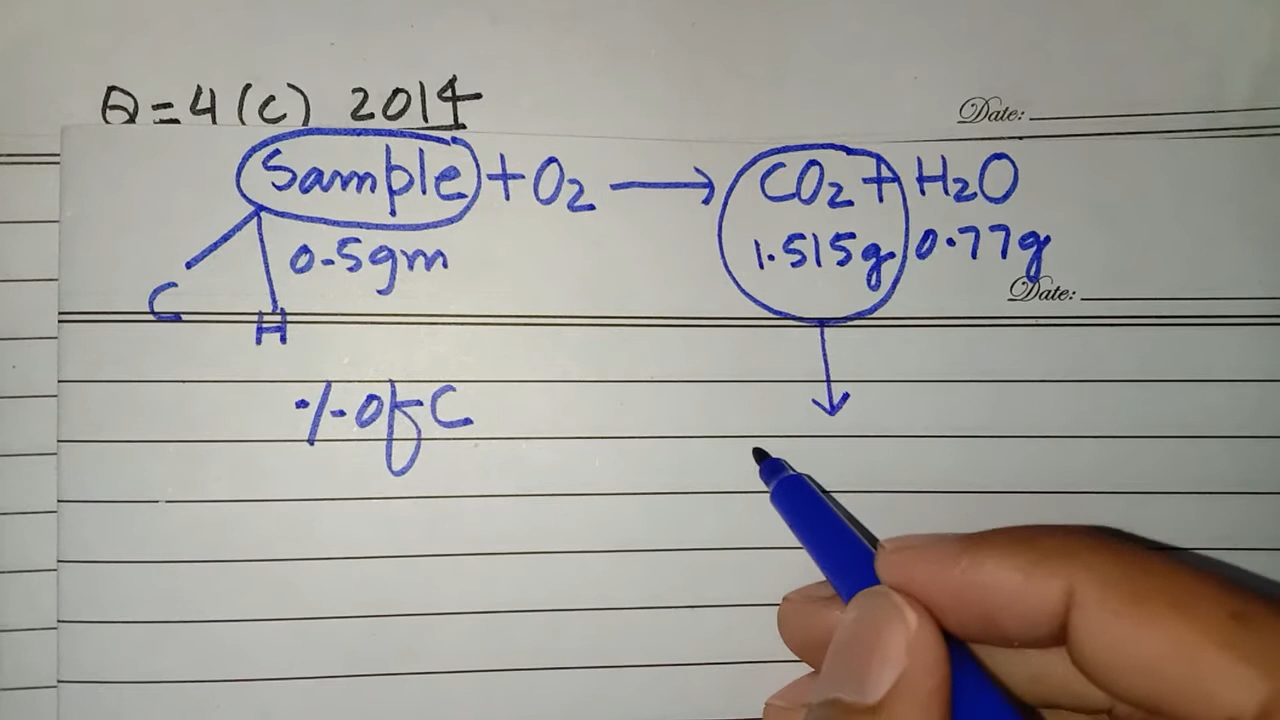 Q=4(C) 2014
Date:
Sample + O2 → CO2 + H2O
0.5gm 1.515g 0.77g
Date:
C H
·/·of C